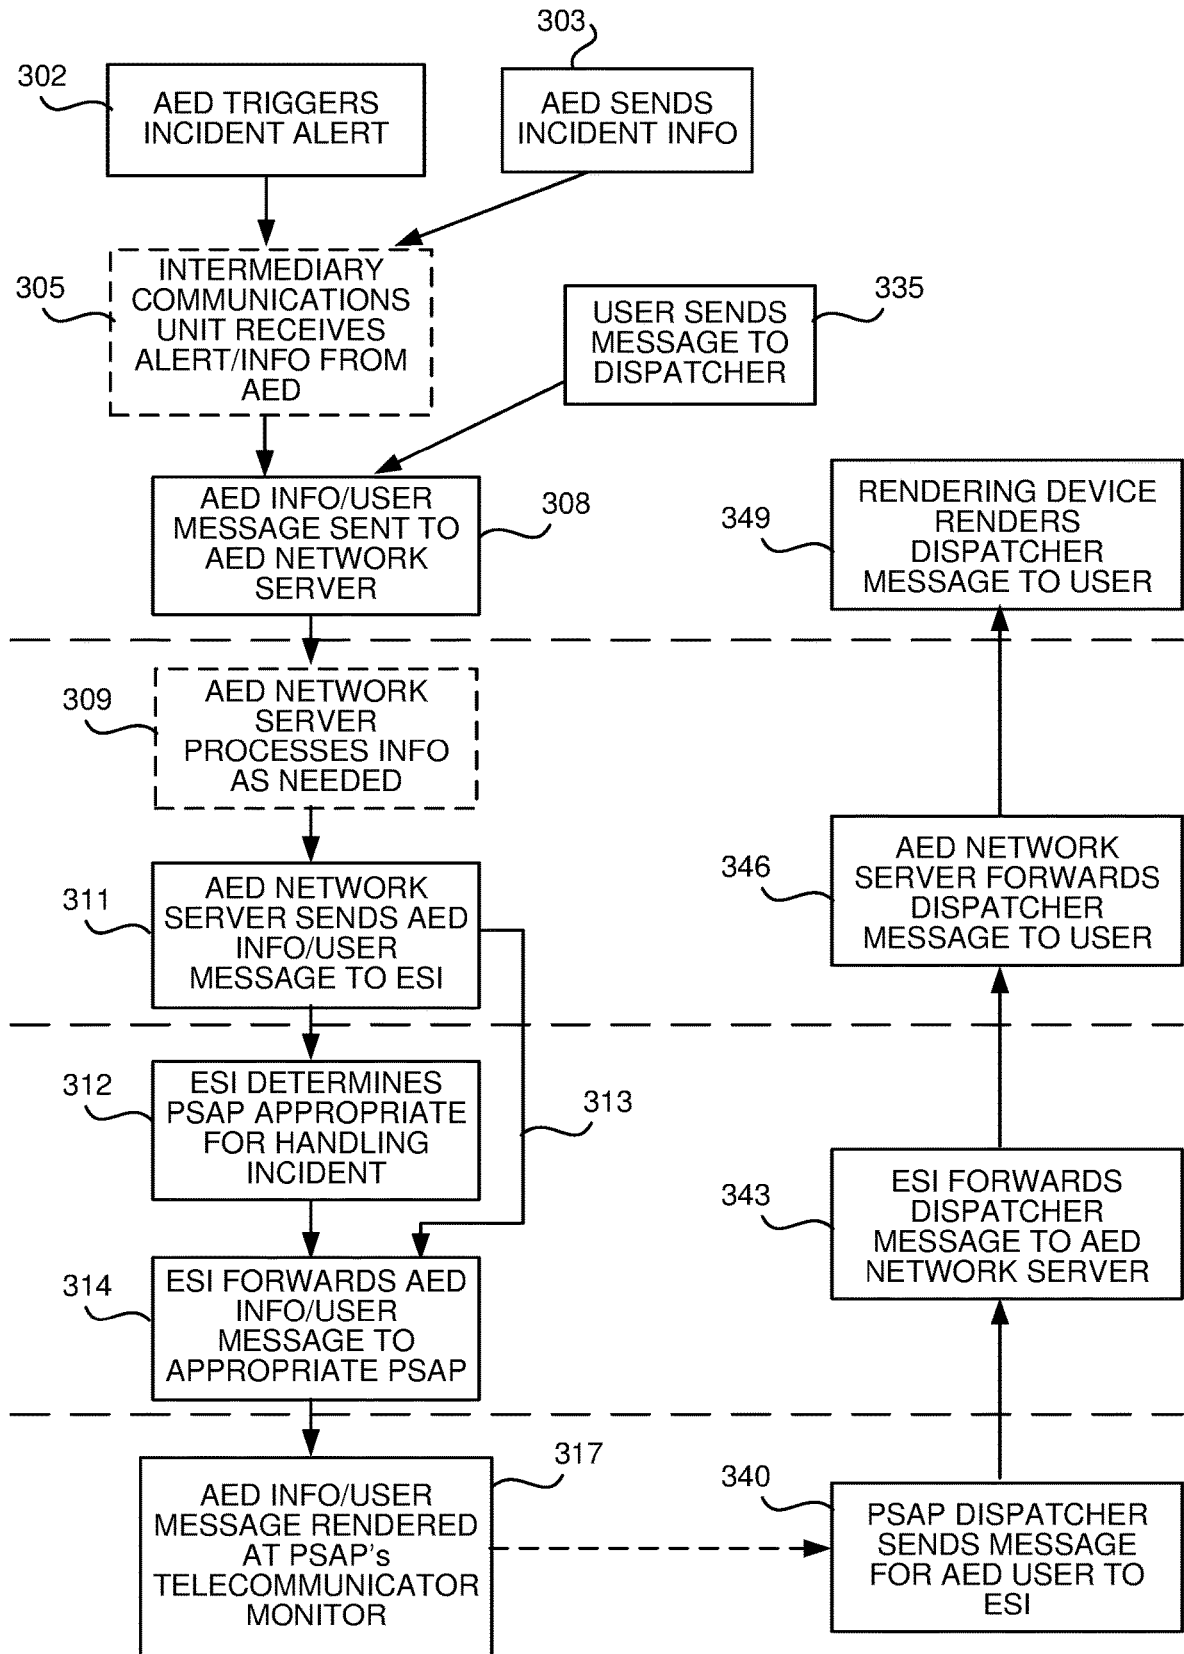 303
302
AED TRIGGERS
INCIDENT ALERT
AED SENDS
INCIDENT INFO
305
INTERMEDIARY
COMMUNICATIONS
UNIT RECEIVES
ALERT/INFO FROM
AED
335
USER SENDS
MESSAGE TO
DISPATCHER
308
AED INFO/USER
MESSAGE SENT TO
AED NETWORK
SERVER
349
RENDERING DEVICE
RENDERS
DISPATCHER
MESSAGE TO USER
309
AED NETWORK
SERVER
PROCESSES INFO
AS NEEDED
311
AED NETWORK
SERVER SENDS AED
INFO/USER
MESSAGE TO ESI
346
AED NETWORK
SERVER FORWARDS
DISPATCHER
MESSAGE TO USER
312
ESI DETERMINES
PSAP APPROPRIATE
FOR HANDLING
INCIDENT
313
343
ESI FORWARDS
DISPATCHER
MESSAGE TO AED
NETWORK SERVER
314
ESI FORWARDS AED
INFO/USER
MESSAGE TO
APPROPRIATE PSAP
317
AED INFO/USER
MESSAGE RENDERED
AT PSAP's
TELECOMMUNICATOR
MONITOR
340
PSAP DISPATCHER
SENDS MESSAGE
FOR AED USER TO
ESI